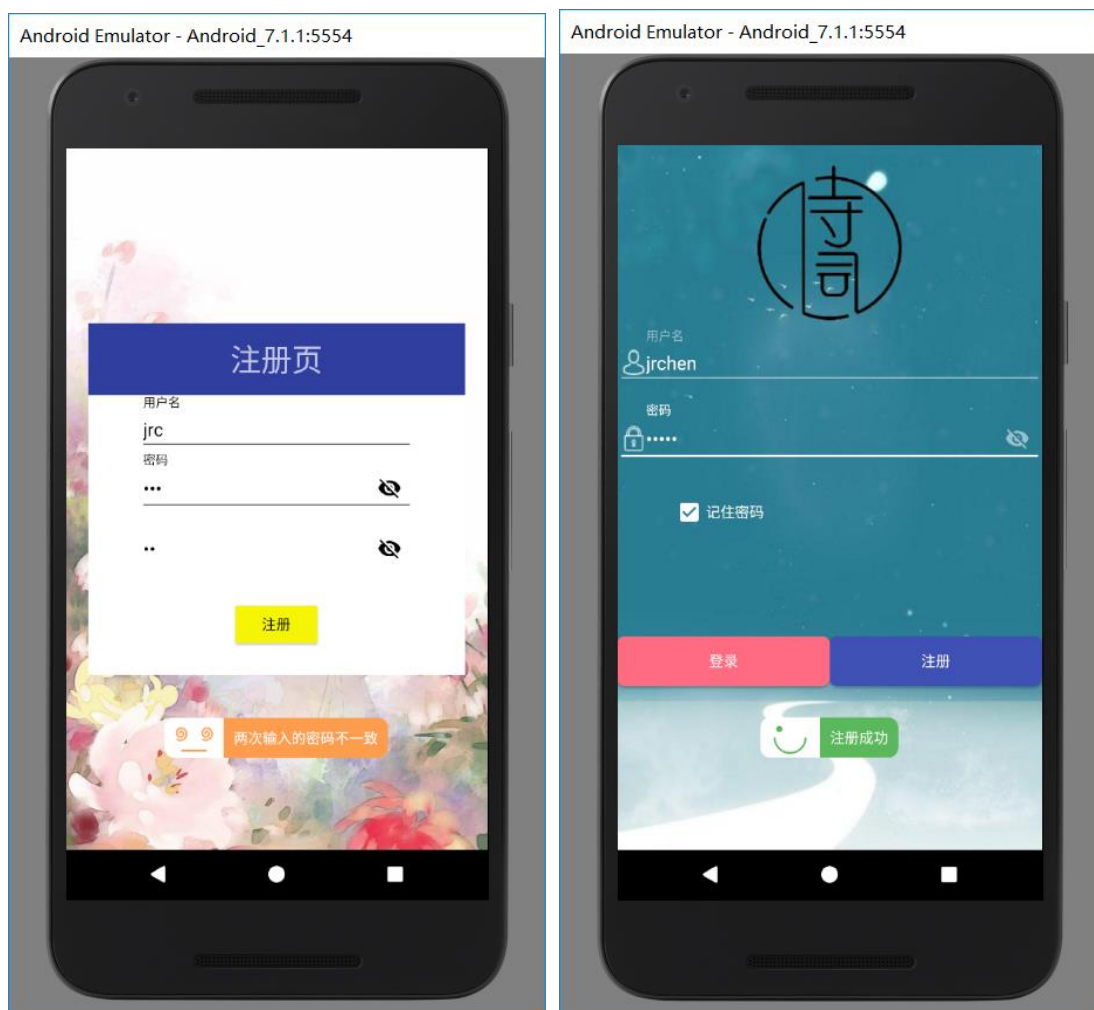 Android Emulator - Android_7.1.1:5554
注册页
用户名
jrc
密码
•••
••
注册
两次输入的密码不一致
Android Emulator - Android_7.1.1:5554
诗词
用户名
jrchen
密码
•••••
记住密码
登录
注册
注册成功